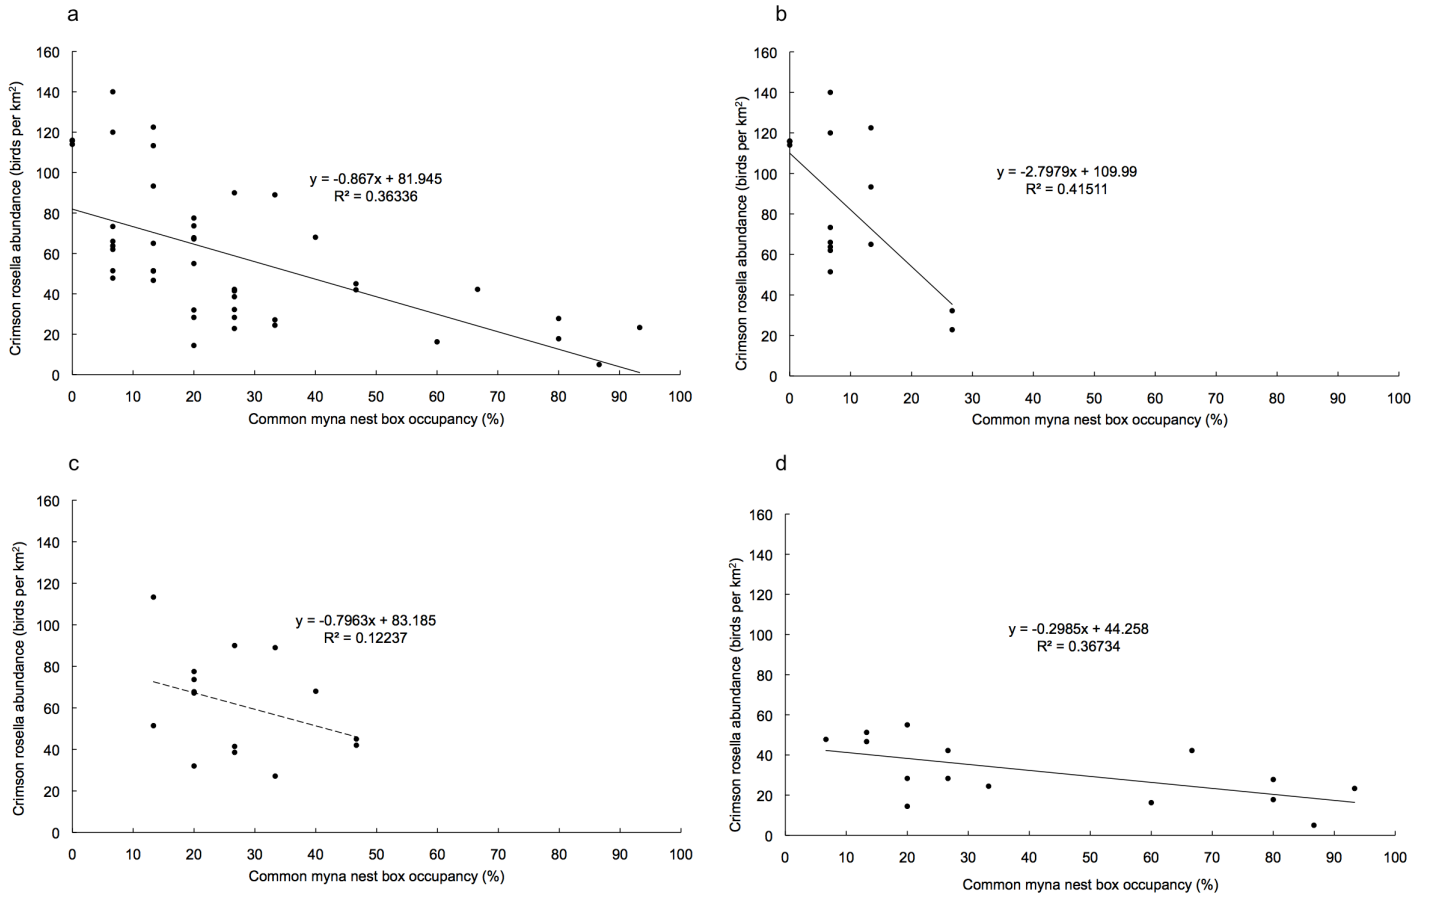 a
Crimson rosella abundance (birds per km²)
160
140
120
100
80
60
40
20
0
y = -0.867x + 81.945
R² = 0.36336
0 10 20 30 40 50 60 70 80 90 100
Common myna nest box occupancy (%)
b
Crimson rosella abundance (birds per km²)
160
140
120
100
80
60
40
20
0
y = -2.7979x + 109.99
R² = 0.41511
0 10 20 30 40 50 60 70 80 90 100
Common myna nest box occupancy (%)
c
Crimson rosella abundance (birds per km²)
160
140
120
100
80
60
40
20
0
y = -0.7963x + 83.185
R² = 0.12237
0 10 20 30 40 50 60 70 80 90 100
Common myna nest box occupancy (%)
d
Crimson rosella abundance (birds per km²)
160
140
120
100
80
60
40
20
0
y = -0.2985x + 44.258
R² = 0.36734
0 10 20 30 40 50 60 70 80 90 100
Common myna nest box occupancy (%)